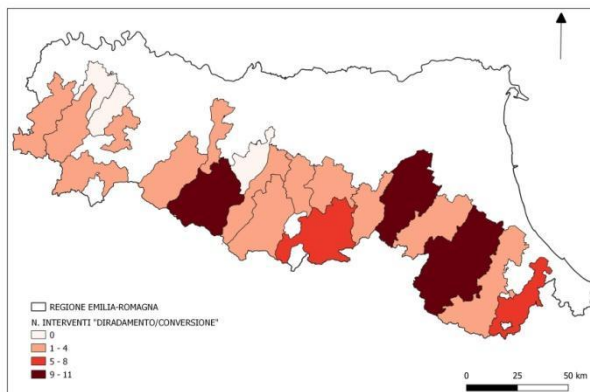 REGIONE EMILIA-ROMAGNA
N. INTERVENTI "DIRADAMENTO/CONVERSIONE"
0
1 - 4
5 - 8
9 - 11
0 25 50 km